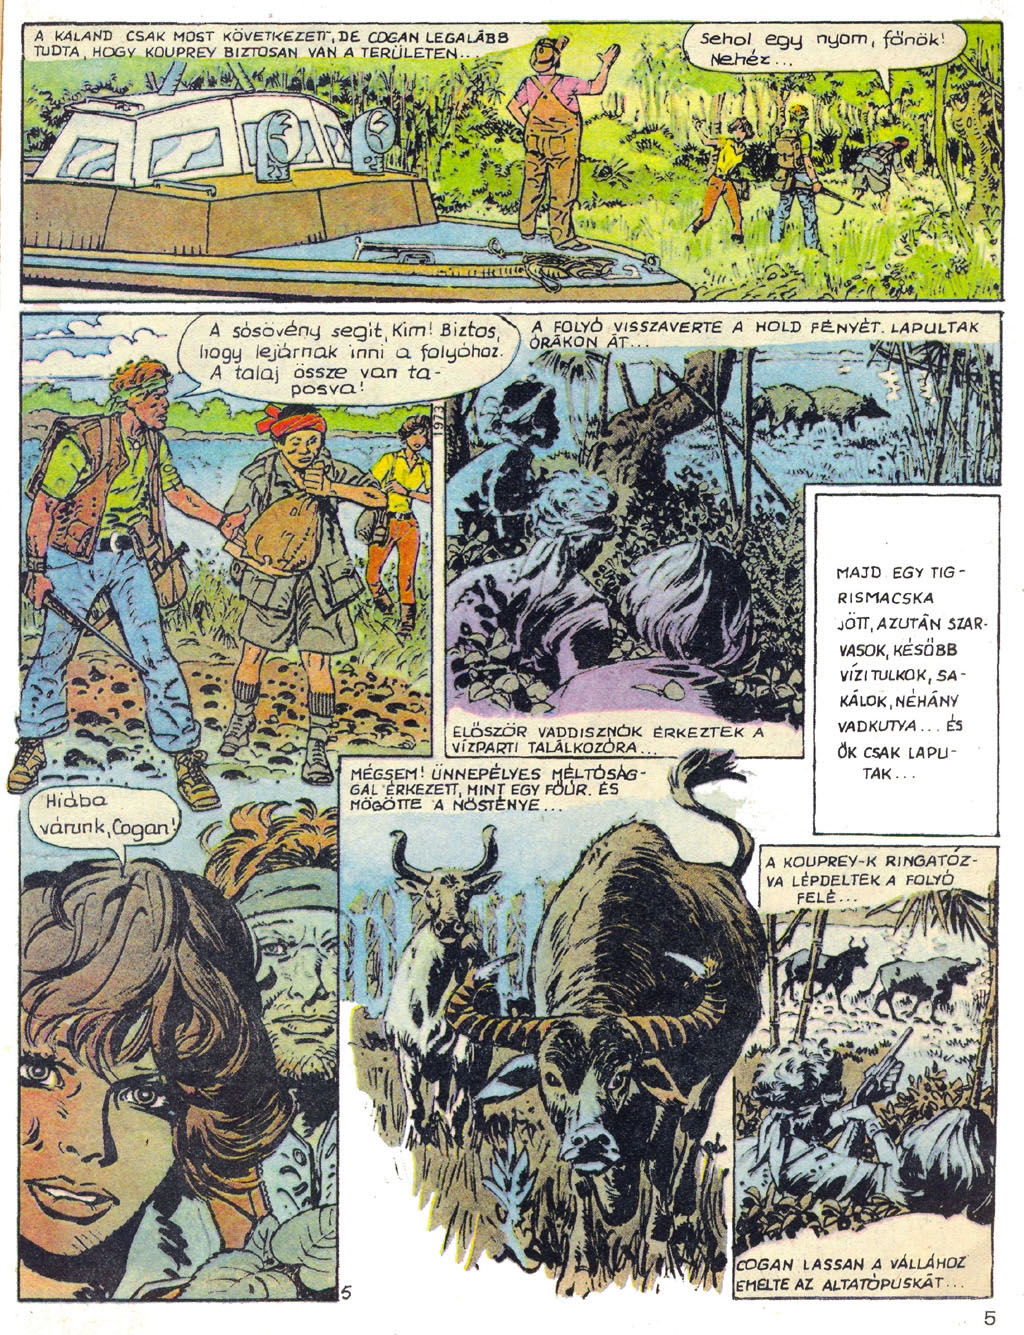 A KALAND CSAK MOST KÖVETKEZETT, DE COGAN LEGALÁBB
TUDTA, HOGY KOUPREY BIZTOSAN VAN A TERÜLETEN...
Sehol egy nyom, főnök!
Nehéz...
A sósövény segít, Kim! Biztos,
hogy lejárnak inni a folyóhoz.
A talaj össze van ta-
posva!
1973
A FOLYÓ VISSZAVERTE A HOLD FÉNYÉT. LAPULTAK
ÓRÁKON ÁT...
ELŐSZÖR VADDISZNÓK ÉRKEZTEK A
VÍZPARTI TALÁLKOZÓRA...
MAJD EGY TIG-
RISMACSKA
JÖTT, AZUTÁN SZAR-
VASOK, KÉSŐBB
VÍZITULKOK, SA-
KÁLOK, NÉHÁNY
VADKUTYA... ÉS
ŐK CSAK LAPU-
TAK...
Hiába
várunk, Cogan!
5
MÉGSEM! ÜNNEPÉLYES MÉLTÓSÁG-
GAL ÉRKEZETT, MINT EGY FŐÚR. ÉS
MÖGÖTTE A NŐSTÉNYE...
A KOUPREY-K RINGATÓZ-
VA LÉPDELTEK A FOLYÓ
FELÉ...
COGAN LASSAN A VÁLLÁHOZ
EMELTE AZ ALTATÓPUSKÁT...
5